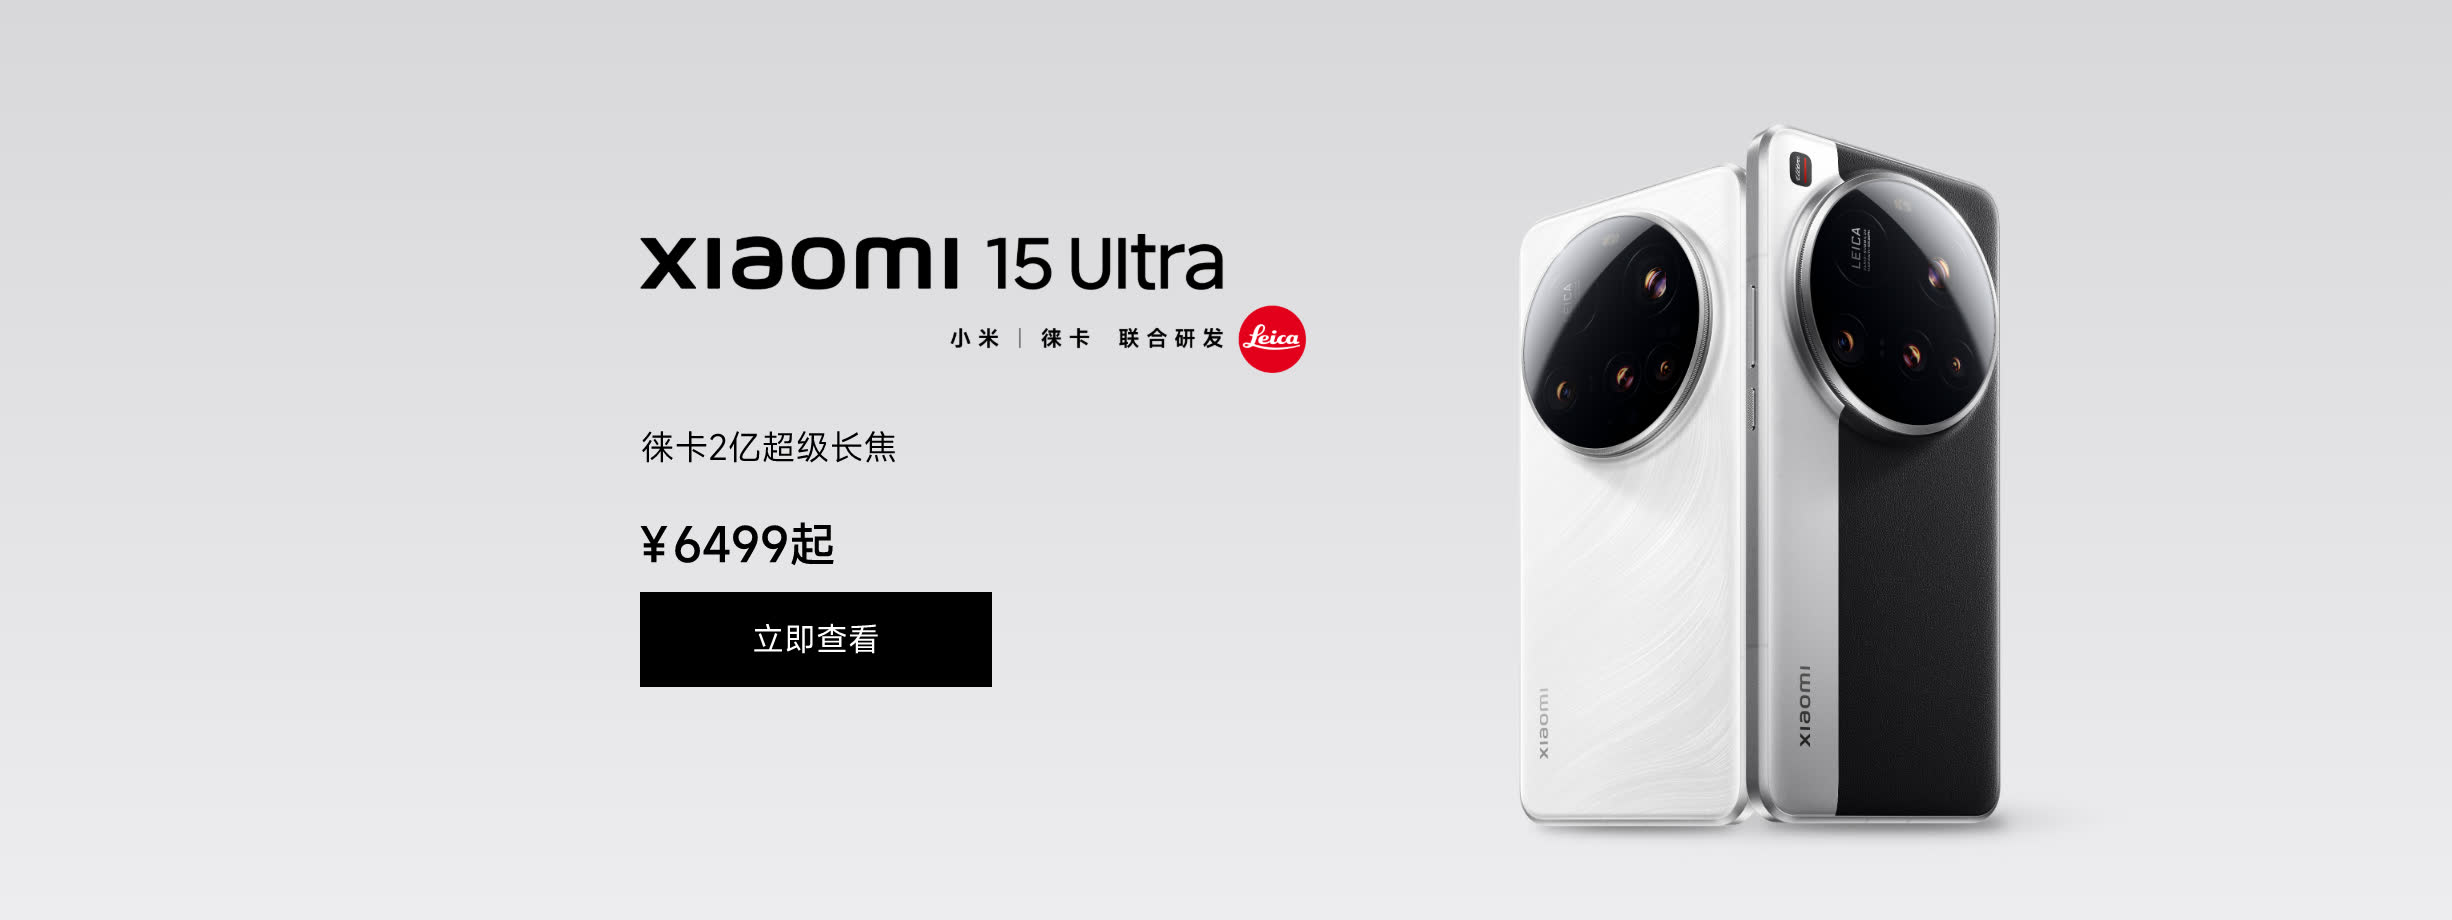 xiaomi 15 Ultra
小米 | 徕卡 联合研发 Leica
徕卡2亿超级长焦
¥6499起
立即查看
LEICA
xiaomi
LEICA
xiaomi